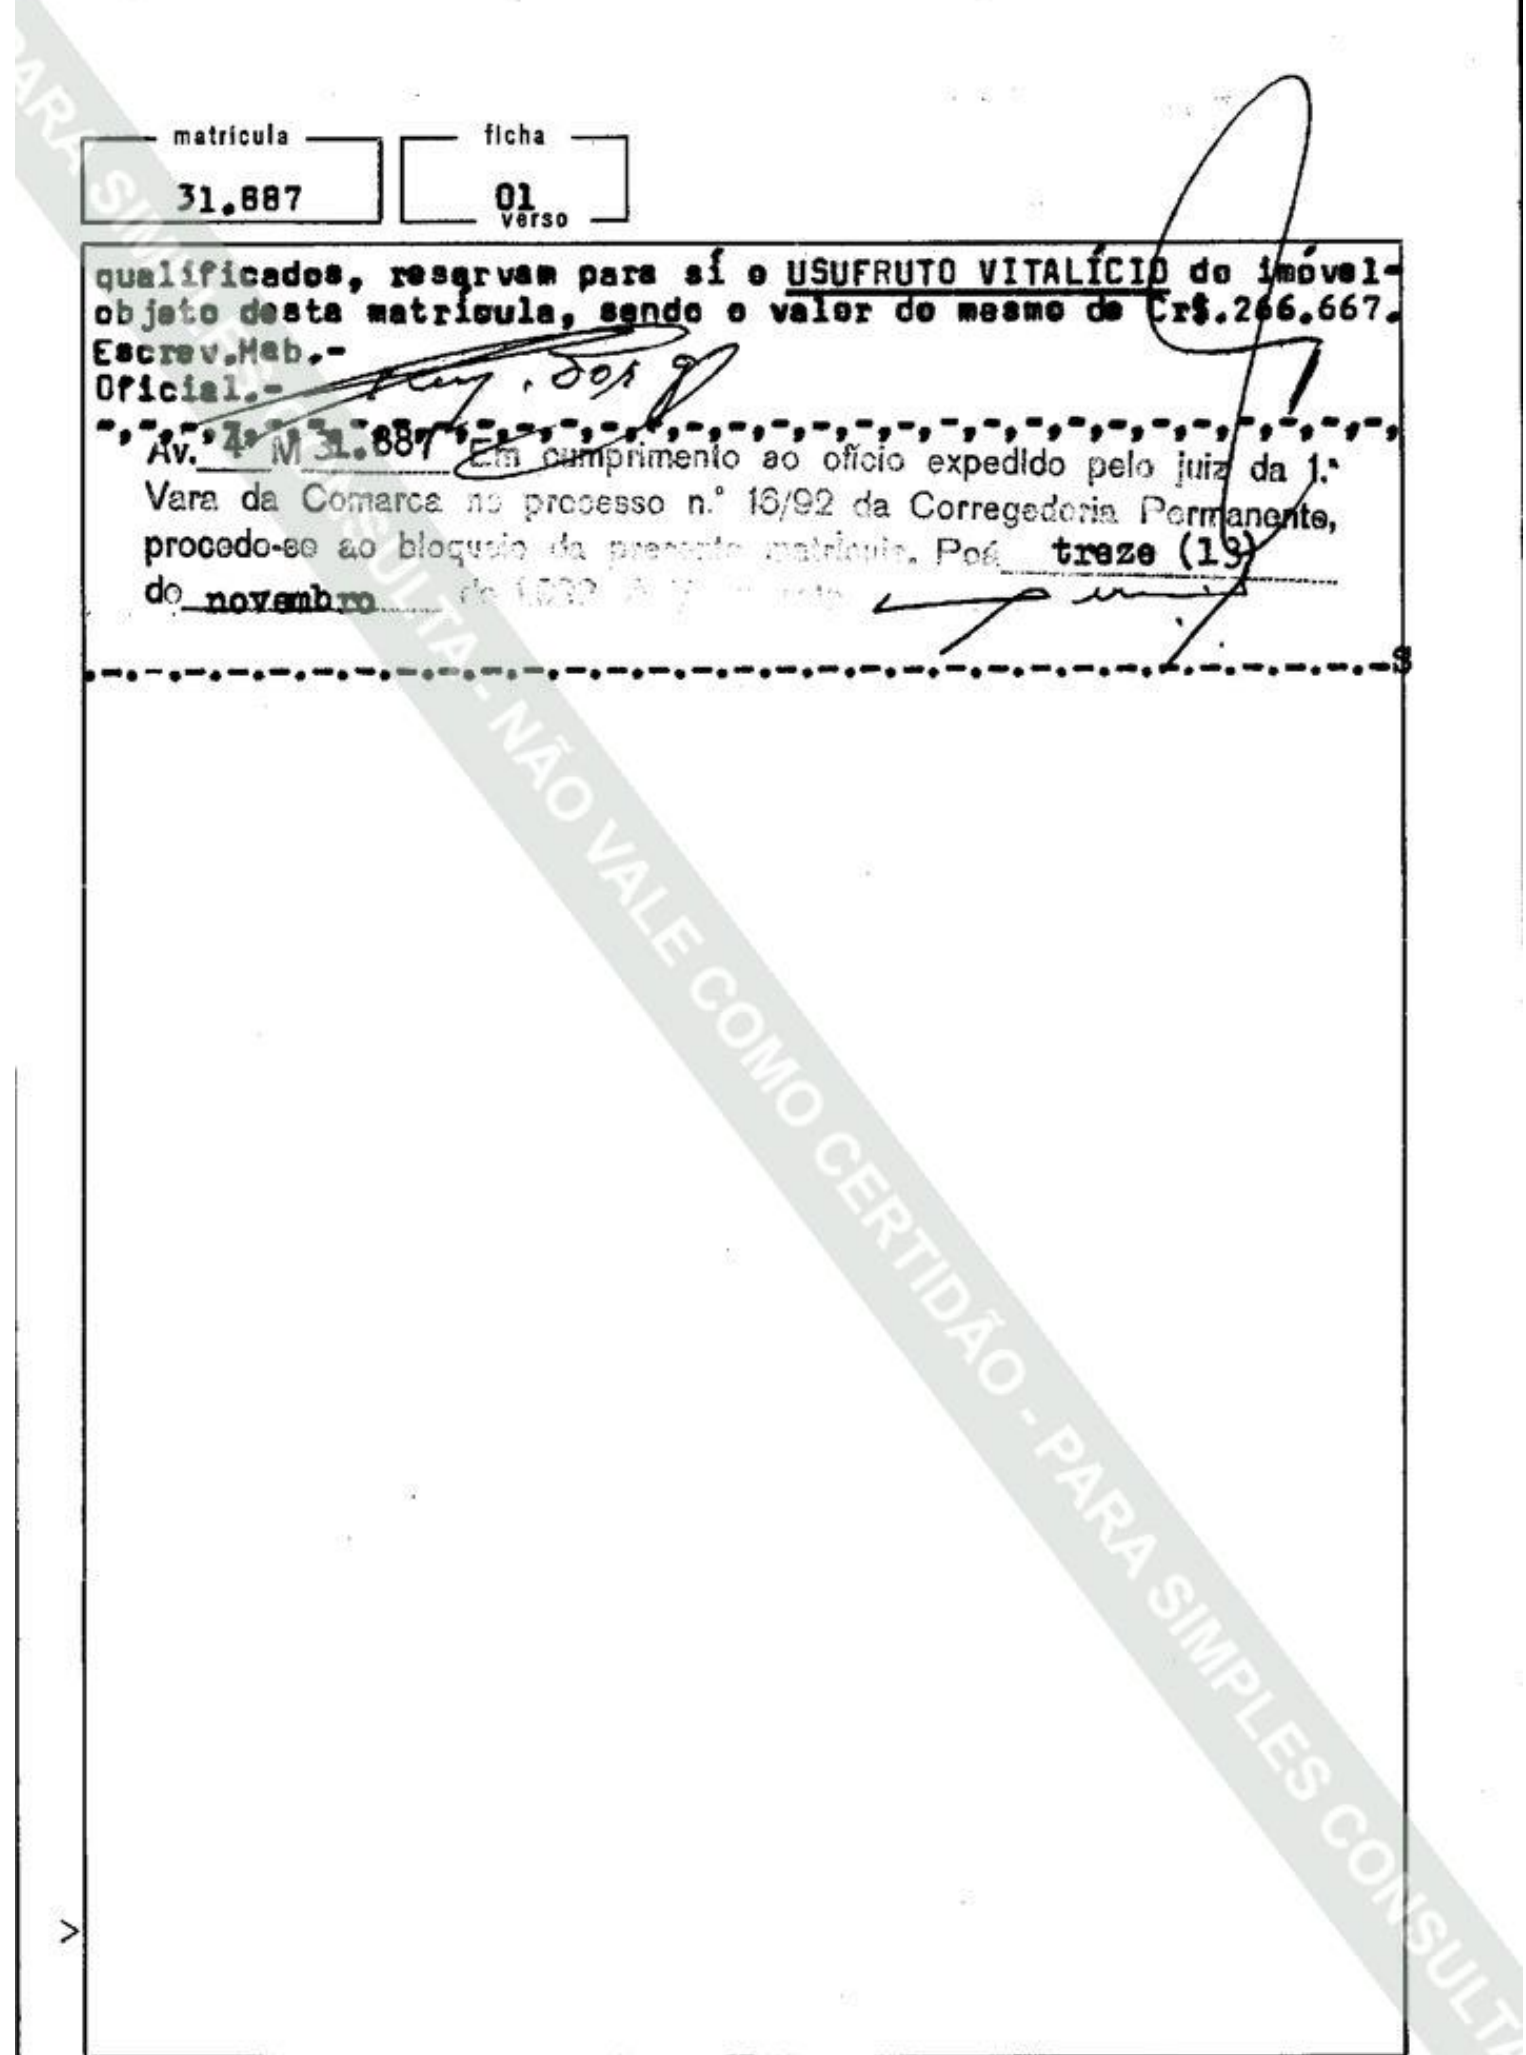 matrícula
31.887
ficha
01
verso
qualificados, reservam para sí o USUFRUTO VITALÍCIO do imóvel-
objeto desta matrícula, sendo o valor do mesmo de Cr$.266.667.
Escrev.Hab.-
Oficial.-
Av. 4 M 31.887 Em cumprimento ao ofício expedido pelo juiz da 1.ª
Vara da Comarca no processo n.º 16/92 da Corregedoria Permanente,
procede-se ao bloqueio da presente matrícula. Poá treze (13)
de novembro de
PARA SIMPLES CONSULTA - NÃO VALE COMO CERTIDÃO - PARA SIMPLES CONSULTA